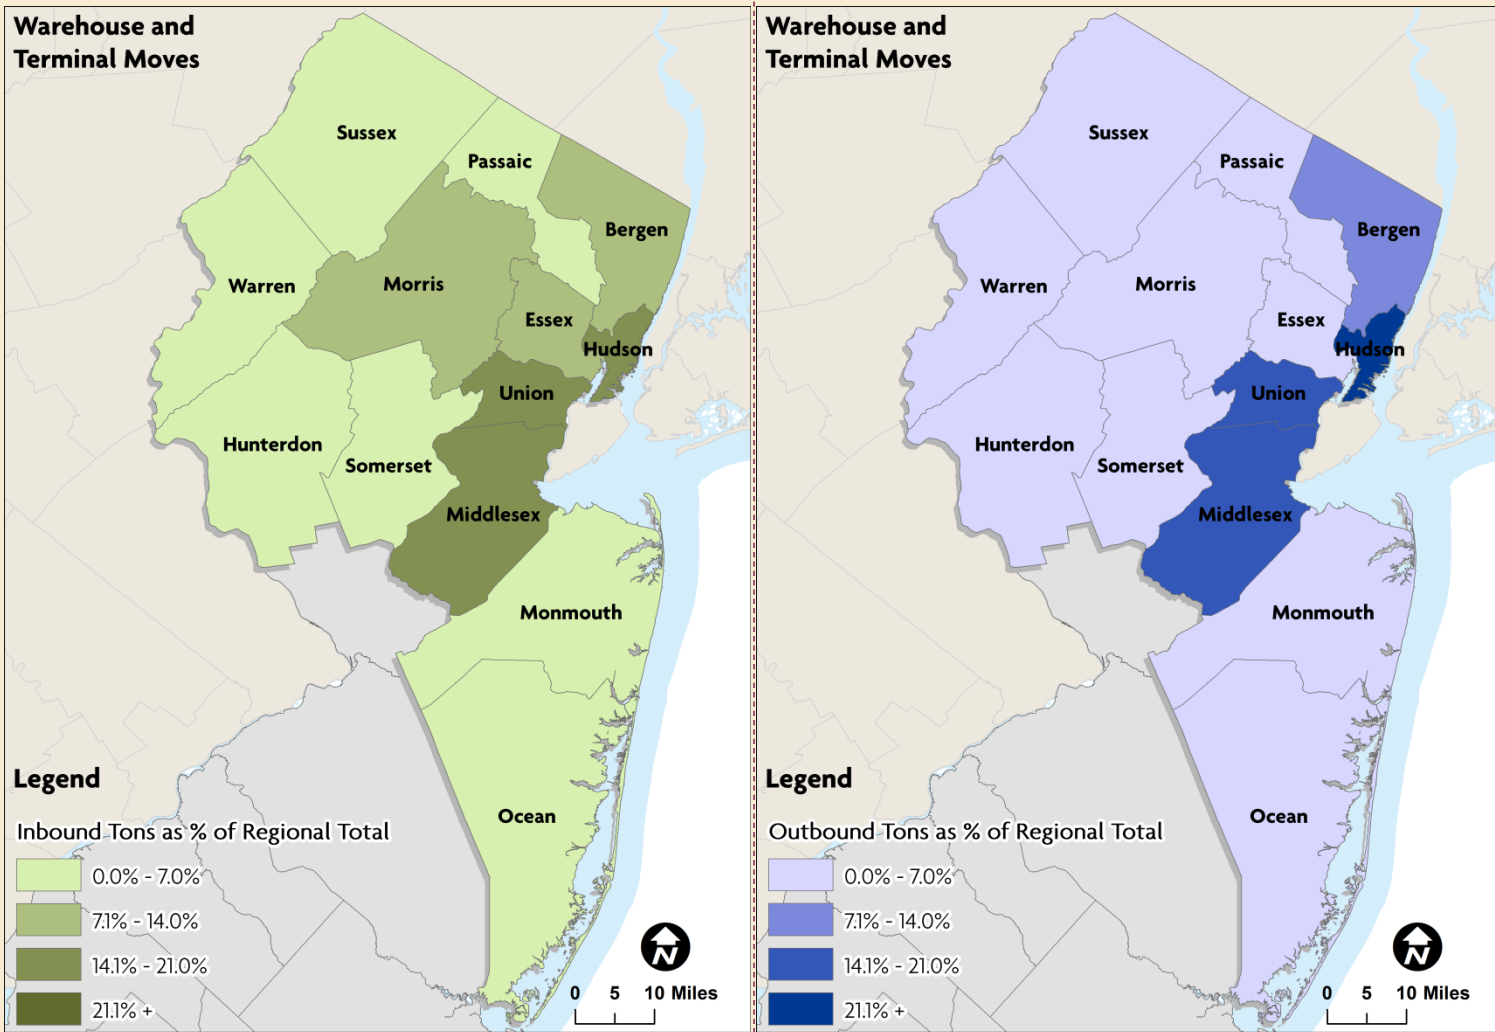 Warehouse and
Terminal Moves
Sussex
Passaic
Bergen
Warren
Morris
Essex
Hudson
Union
Hunterdon
Somerset
Middlesex
Monmouth
Ocean
Legend
Inbound Tons as % of Regional Total
0.0% - 7.0%
7.1% - 14.0%
14.1% - 21.0%
21.1% +
N
0 5 10 Miles
Warehouse and
Terminal Moves
Sussex
Passaic
Bergen
Warren
Morris
Essex
Hudson
Union
Hunterdon
Somerset
Middlesex
Monmouth
Ocean
Legend
Outbound Tons as % of Regional Total
0.0% - 7.0%
7.1% - 14.0%
14.1% - 21.0%
21.1% +
N
0 5 10 Miles